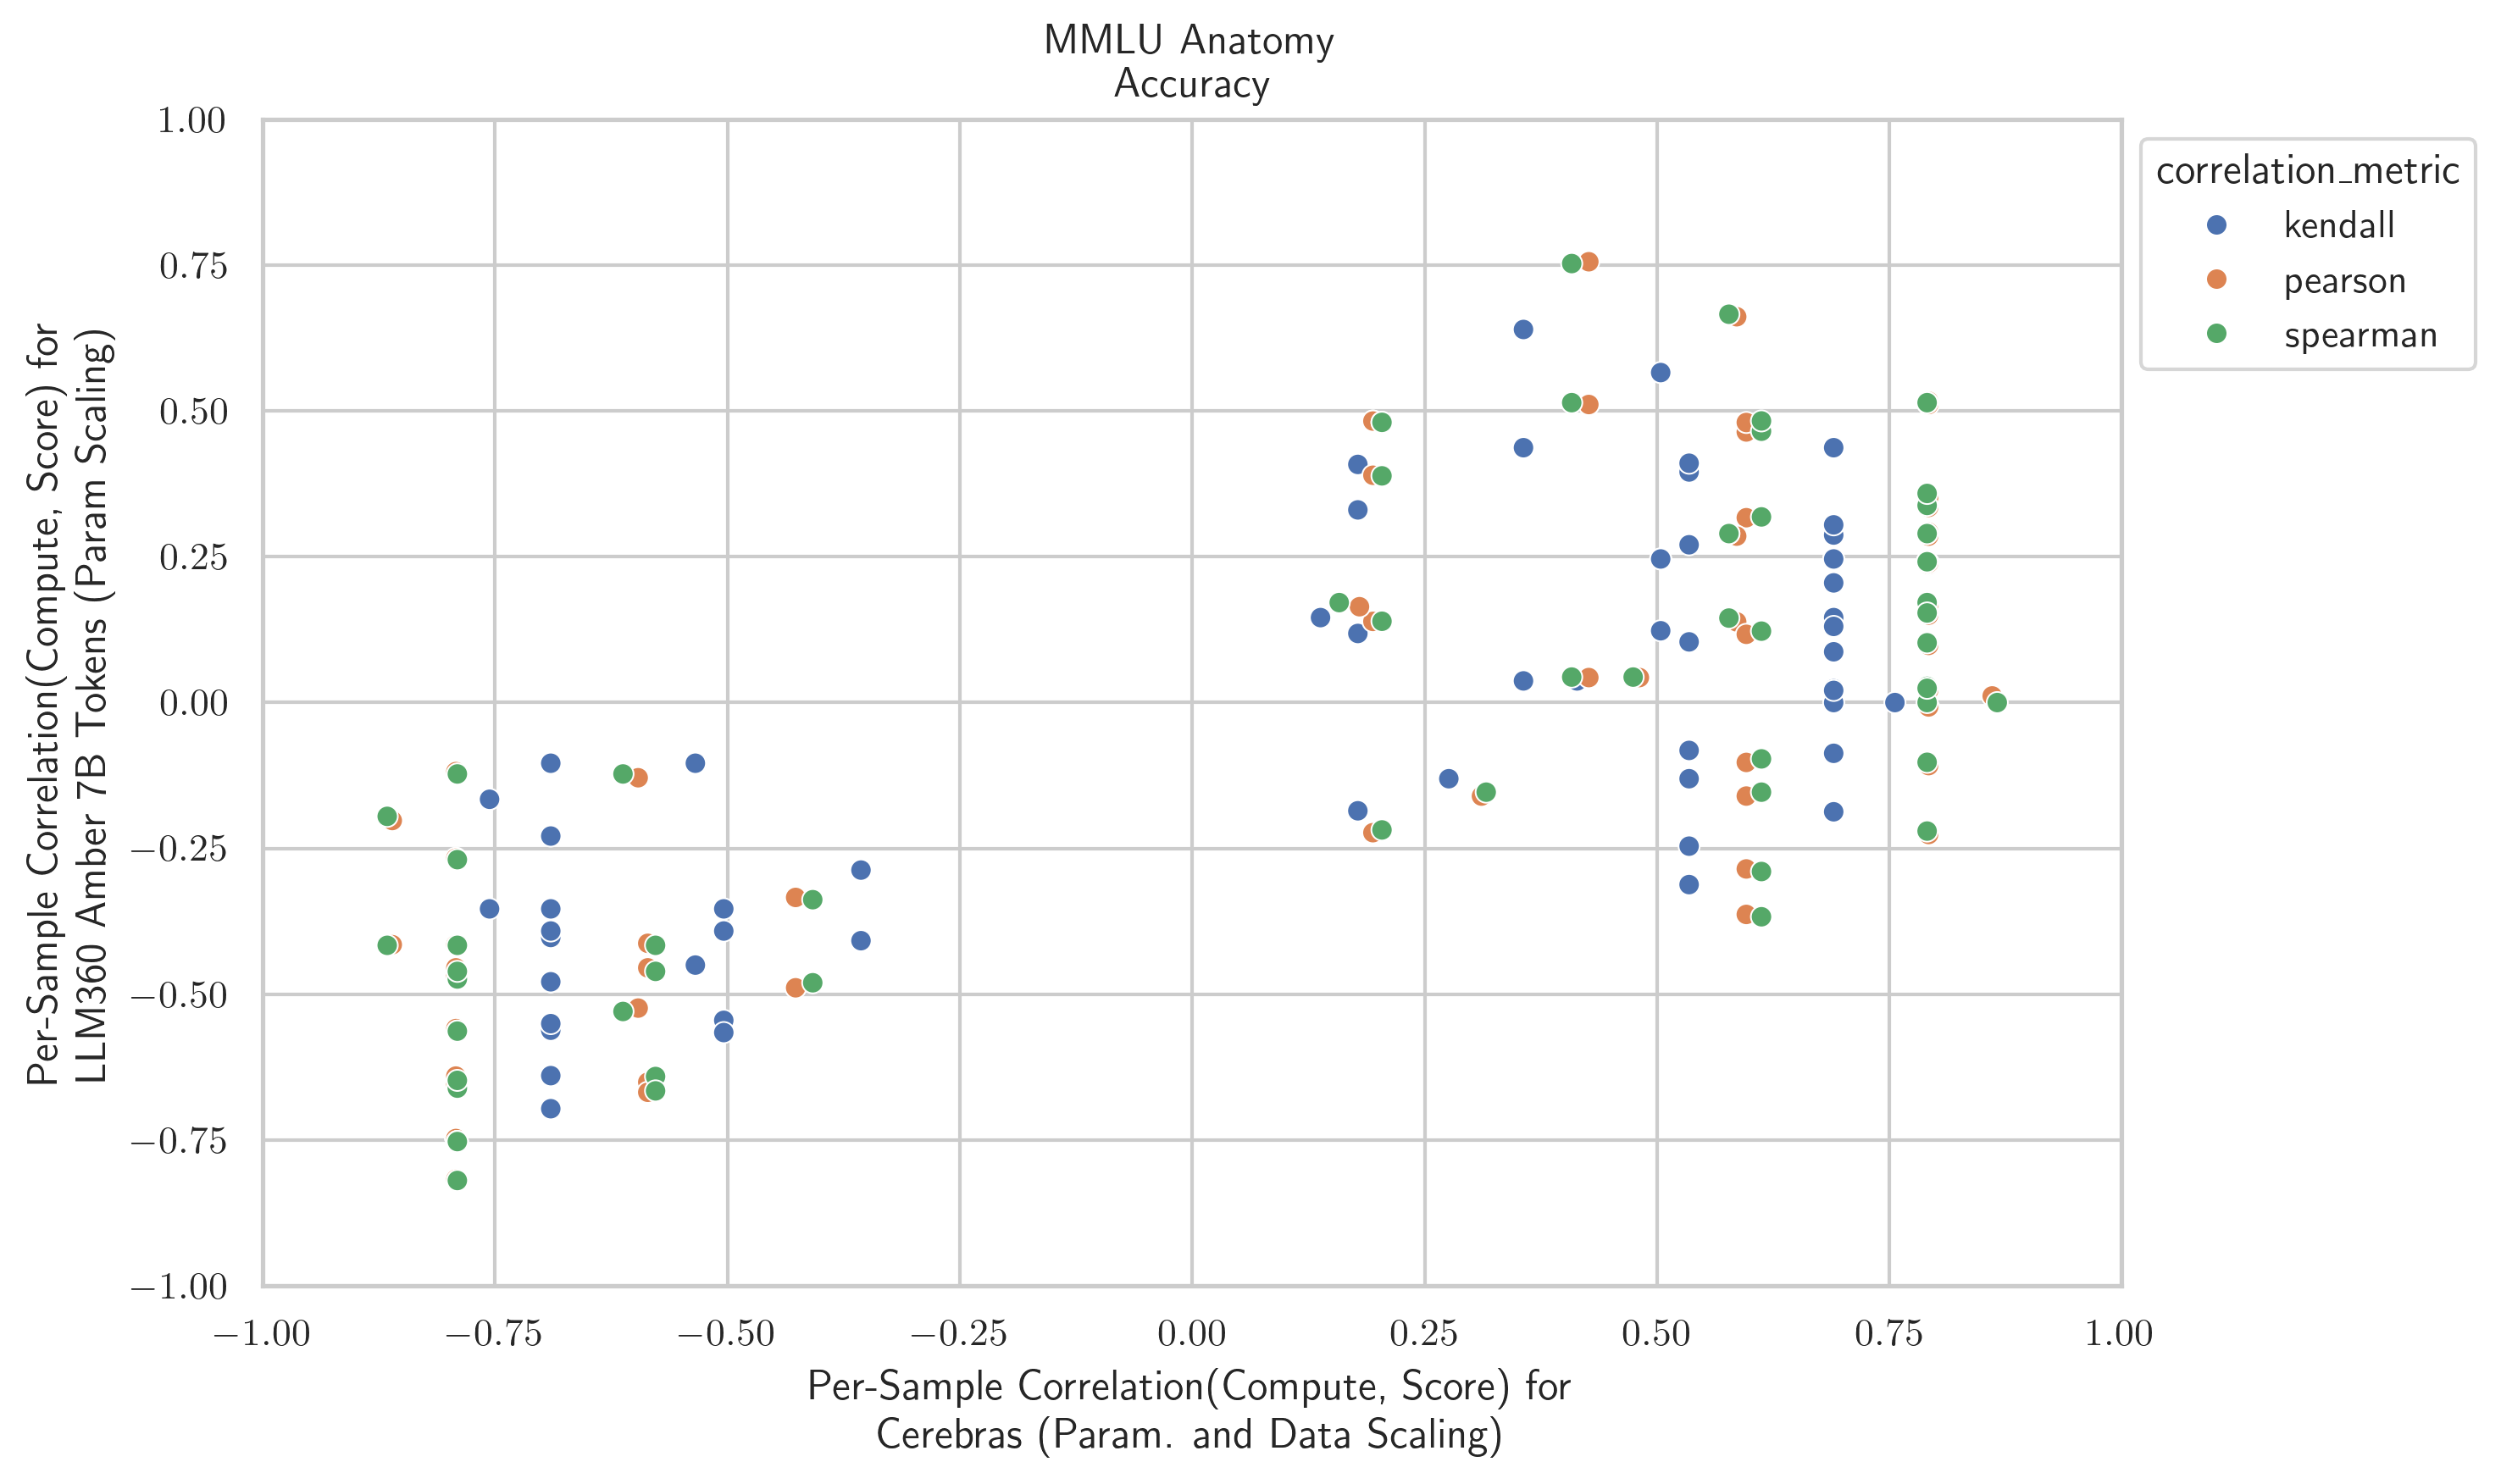 MMLU Anatomy
Accuracy
1.00
0.75
0.50
0.25
0.00
−0.25
−0.50
−0.75
−1.00
Per-Sample Correlation(Compute, Score) for
LLM360 Amber 7B Tokens (Param Scaling)
correlation_metric
kendall
pearson
spearman
−1.00 −0.75 −0.50 −0.25 0.00 0.25 0.50 0.75 1.00
Per-Sample Correlation(Compute, Score) for
Cerebras (Param. and Data Scaling)